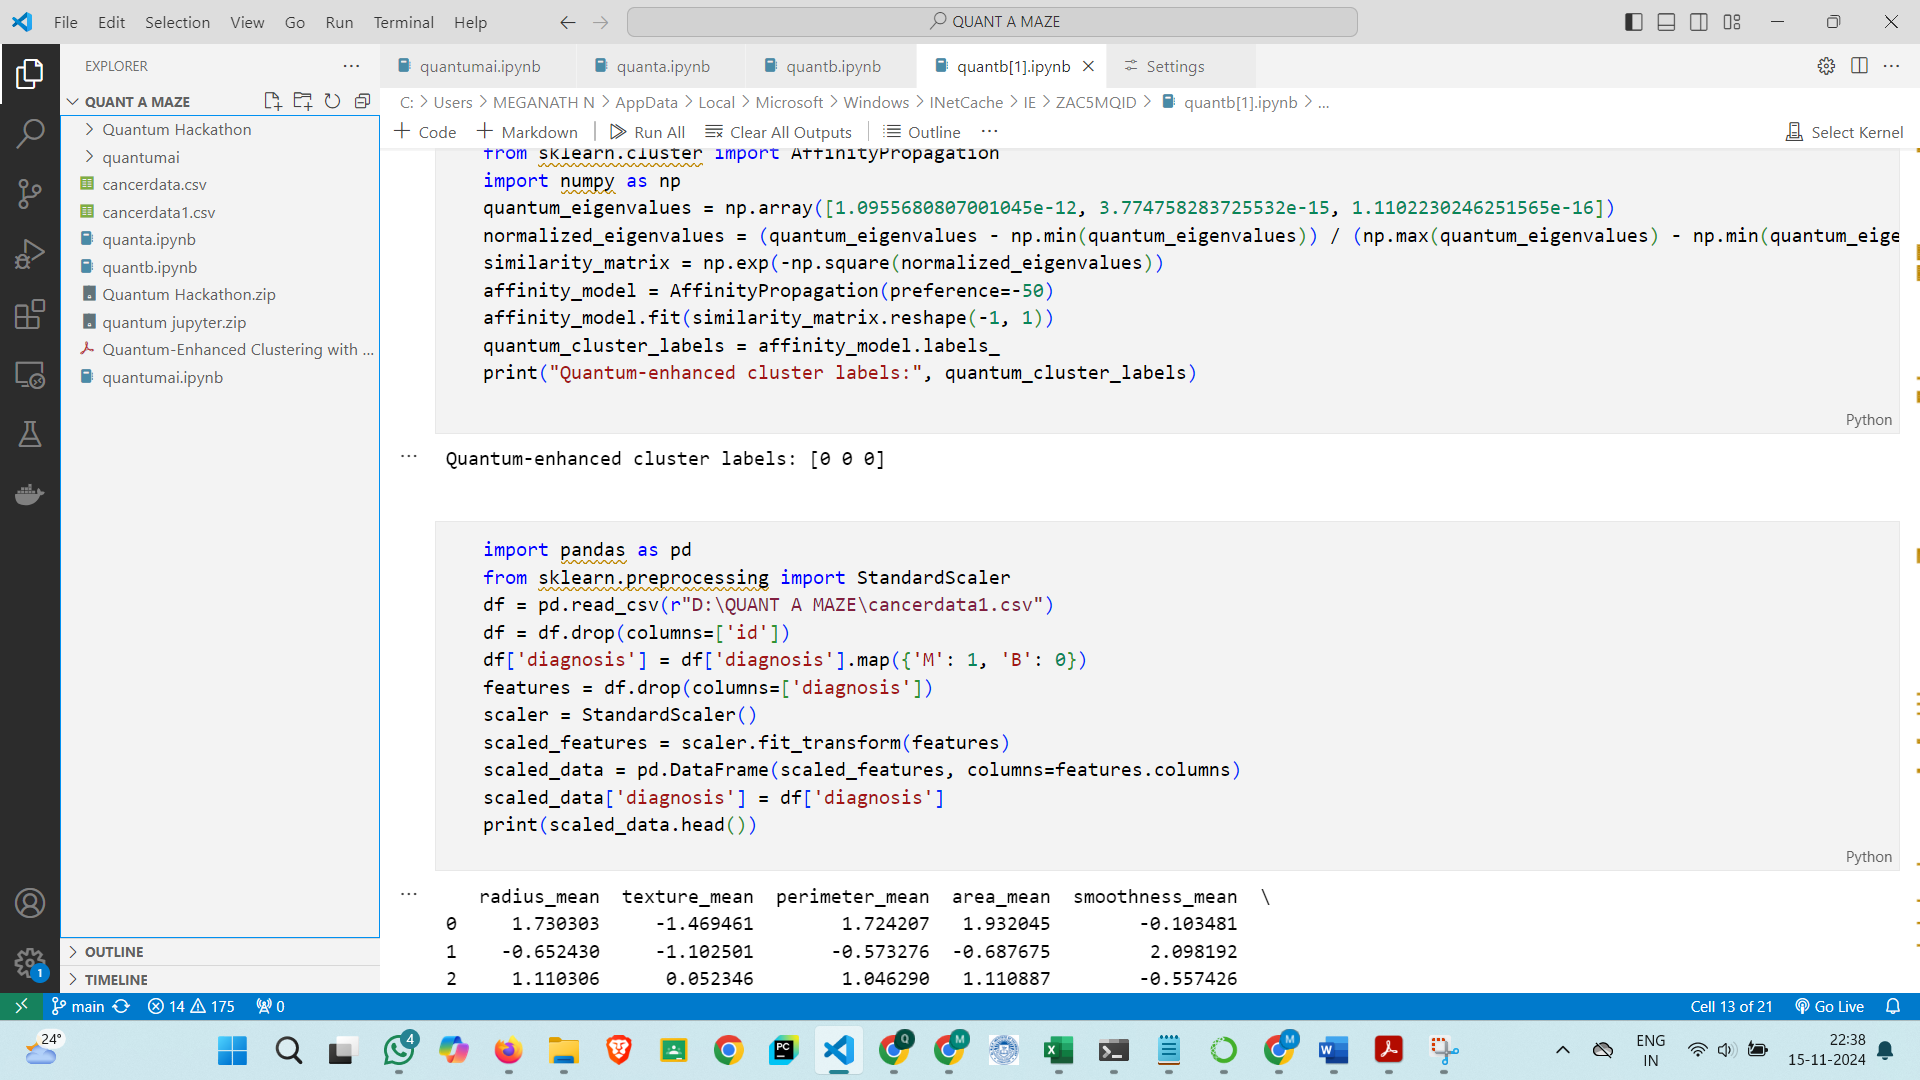 File Edit Selection View Go Run Terminal Help
QUANT A MAZE
EXPLORER
QUANT A MAZE
Quantum Hackathon
quantumai
cancerdata.csv
cancerdata1.csv
quanta.ipynb
quantb.ipynb
Quantum Hackathon.zip
quantum jupyter.zip
Quantum-Enhanced Clustering with ...
quantumai.ipynb
OUTLINE
TIMELINE
quantumai.ipynb quanta.ipynb quantb.ipynb quantb[1].ipynb Settings
C: > Users > MEGANATH N > AppData > Local > Microsoft > Windows > INetCache > IE > ZAC5MQID > quantb[1].ipynb > ...
+ Code + Markdown | Run All Clear All Outputs | Outline ... Select Kernel
from sklearn.cluster import AffinityPropagation
import numpy as np
quantum_eigenvalues = np.array([1.0955680807001045e-12, 3.774758283725532e-15, 1.1102230246251565e-16])
normalized_eigenvalues = (quantum_eigenvalues - np.min(quantum_eigenvalues)) / (np.max(quantum_eigenvalues) - np.min(quantum_eige
similarity_matrix = np.exp(-np.square(normalized_eigenvalues))
affinity_model = AffinityPropagation(preference=-50)
affinity_model.fit(similarity_matrix.reshape(-1, 1))
quantum_cluster_labels = affinity_model.labels_
print("Quantum-enhanced cluster labels:", quantum_cluster_labels)
Python
... Quantum-enhanced cluster labels: [0 0 0]
import pandas as pd
from sklearn.preprocessing import StandardScaler
df = pd.read_csv(r"D:\QUANT A MAZE\cancerdata1.csv")
df = df.drop(columns=['id'])
df['diagnosis'] = df['diagnosis'].map({'M': 1, 'B': 0})
features = df.drop(columns=['diagnosis'])
scaler = StandardScaler()
scaled_features = scaler.fit_transform(features)
scaled_data = pd.DataFrame(scaled_features, columns=features.columns)
scaled_data['diagnosis'] = df['diagnosis']
print(scaled_data.head())
Python
... radius_mean texture_mean perimeter_mean area_mean smoothness_mean \
0 1.730303 -1.469461 1.724207 1.932045 -0.103481
1 -0.652430 -1.102501 -0.573276 -0.687675 2.098192
2 1.110306 0.052346 1.046290 1.110887 -0.557426
1
main 14 175 0 Cell 13 of 21 Go Live
24° 4 PC Q M M ENG 22:38
IN 15-11-2024